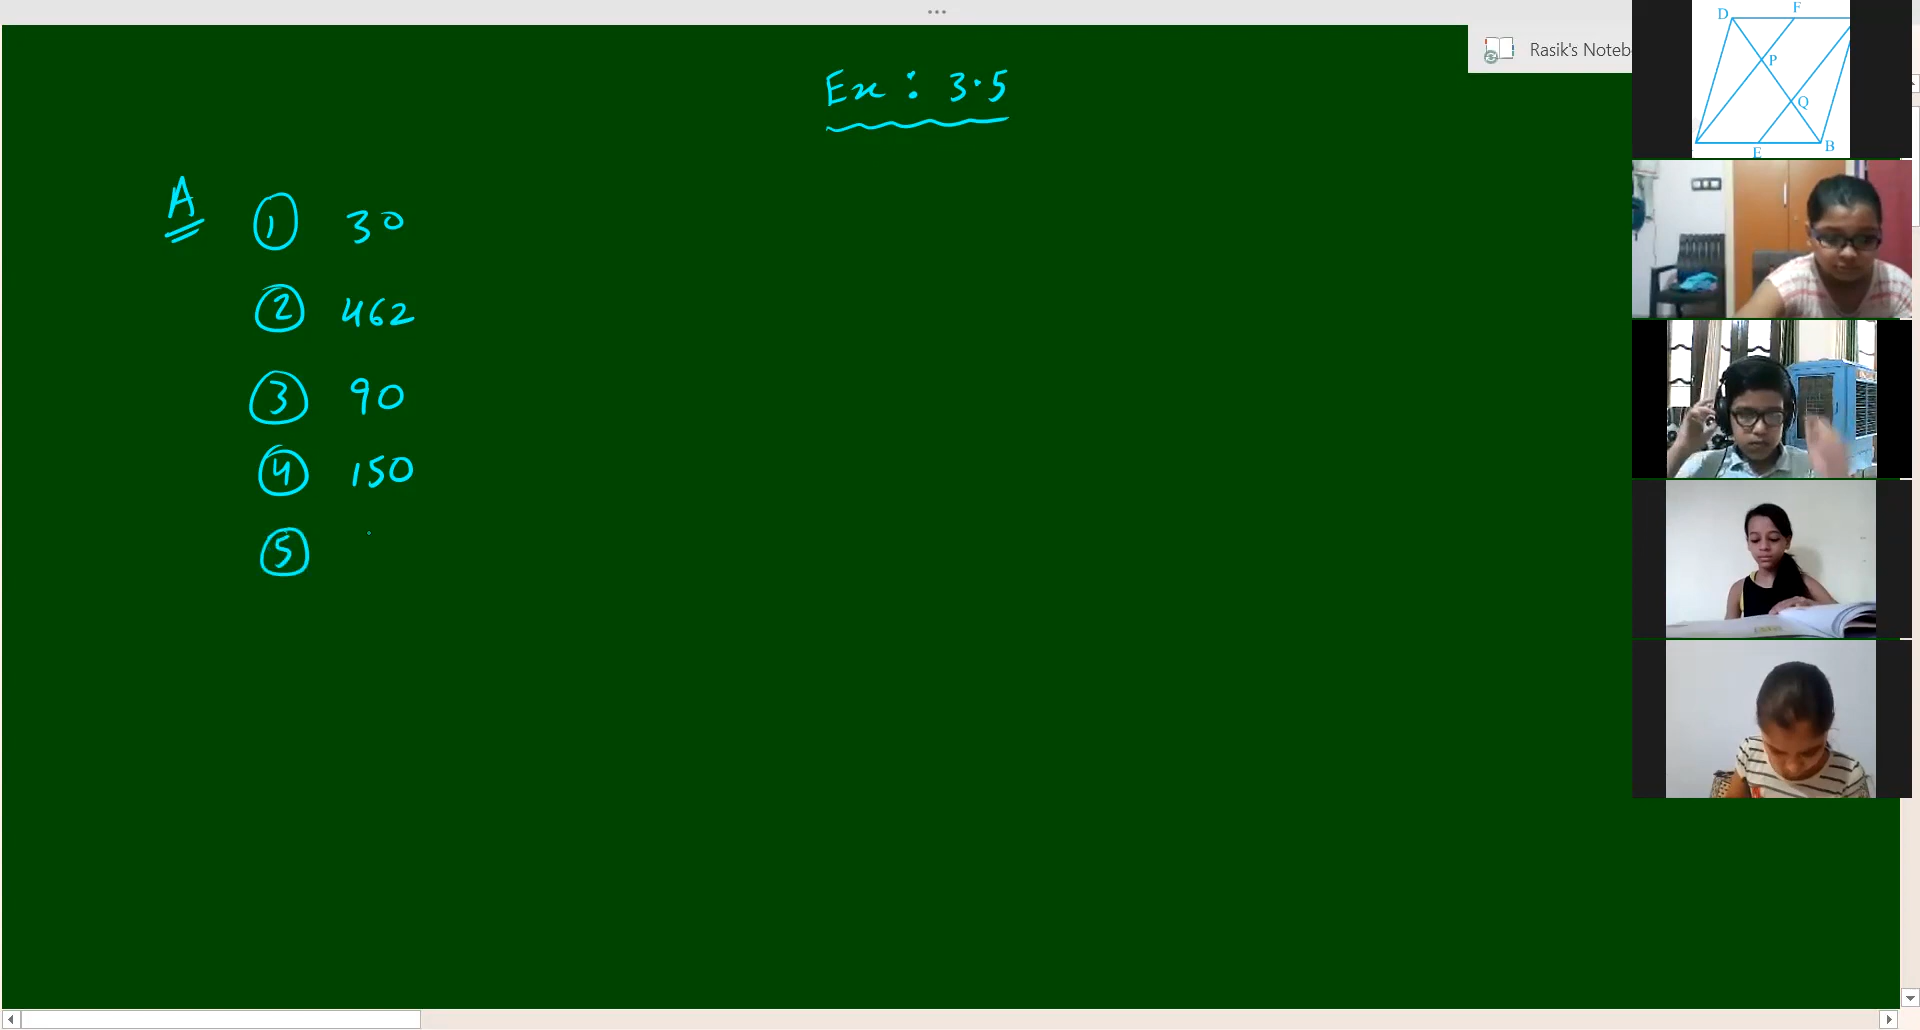 Ex : 3.5
Rasik's Noteb
A ① 30
② 462
③ 90
④ 150
⑤
D F
P
Q
E B